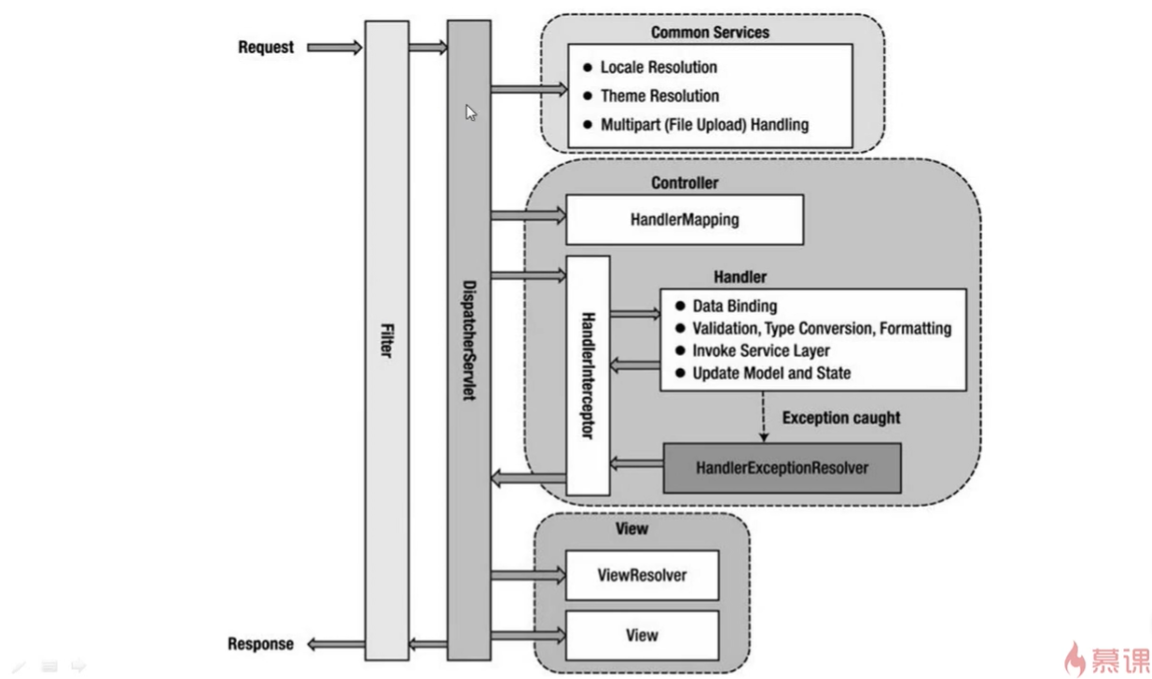 Request
Common Services
● Locale Resolution
● Theme Resolution
● Multipart (File Upload) Handling
Controller
HandlerMapping
Filter
DispatcherServlet
HandlerInterceptor
Handler
● Data Binding
● Validation, Type Conversion, Formatting
● Invoke Service Layer
● Update Model and State
Exception caught
HandlerExceptionResolver
View
ViewResolver
View
Response
慕课